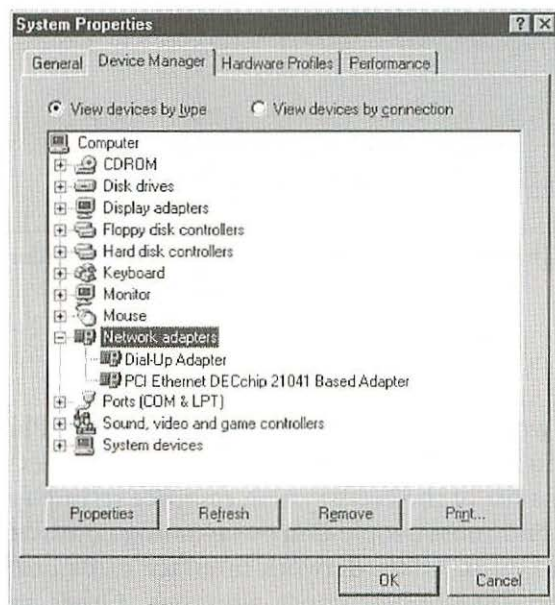 System Properties
General Device Manager Hardware Profiles Performance
View devices by type View devices by connection
Computer
CDROM
Disk drives
Display adapters
Floppy disk controllers
Hard disk controllers
Keyboard
Monitor
Mouse
Network adapters
Dial-Up Adapter
PCI Ethernet DECchip 21041 Based Adapter
Ports (COM & LPT)
Sound, video and game controllers
System devices
Properties Refresh Remove Print...
OK Cancel